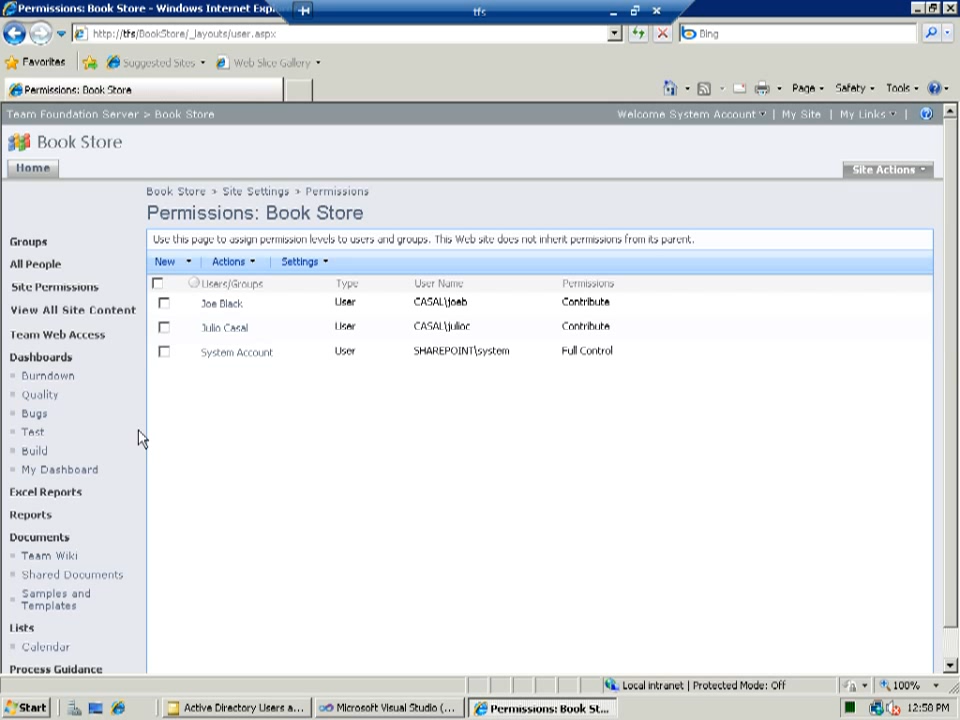 Permissions: Book Store - Windows Internet Exp
tfs
http://tfs/BookStore/_layouts/user.aspx
Bing
Favorites
Suggested Sites
Web Slice Gallery
Permissions: Book Store
Page
Safety
Tools
Team Foundation Server > Book Store
Welcome System Account
| My Site | My Links |
Book Store
Home
Site Actions
Book Store > Site Settings > Permissions
Permissions: Book Store
Use this page to assign permission levels to users and groups. This Web site does not inherit permissions from its parent.
New
Actions
Settings
Users/Groups Type User Name Permissions
Joe Black User CASAL\joeb Contribute
Julio Casal User CASAL\julioc Contribute
System Account User SHAREPOINT\system Full Control
Groups
All People
Site Permissions
View All Site Content
Team Web Access
Dashboards
Burndown
Quality
Bugs
Test
Build
My Dashboard
Excel Reports
Reports
Documents
Team Wiki
Shared Documents
Samples and
Templates
Lists
Calendar
Process Guidance
Local intranet | Protected Mode: Off
100%
Start
Active Directory Users a...
Microsoft Visual Studio (...
Permissions: Book St...
12:50 PM